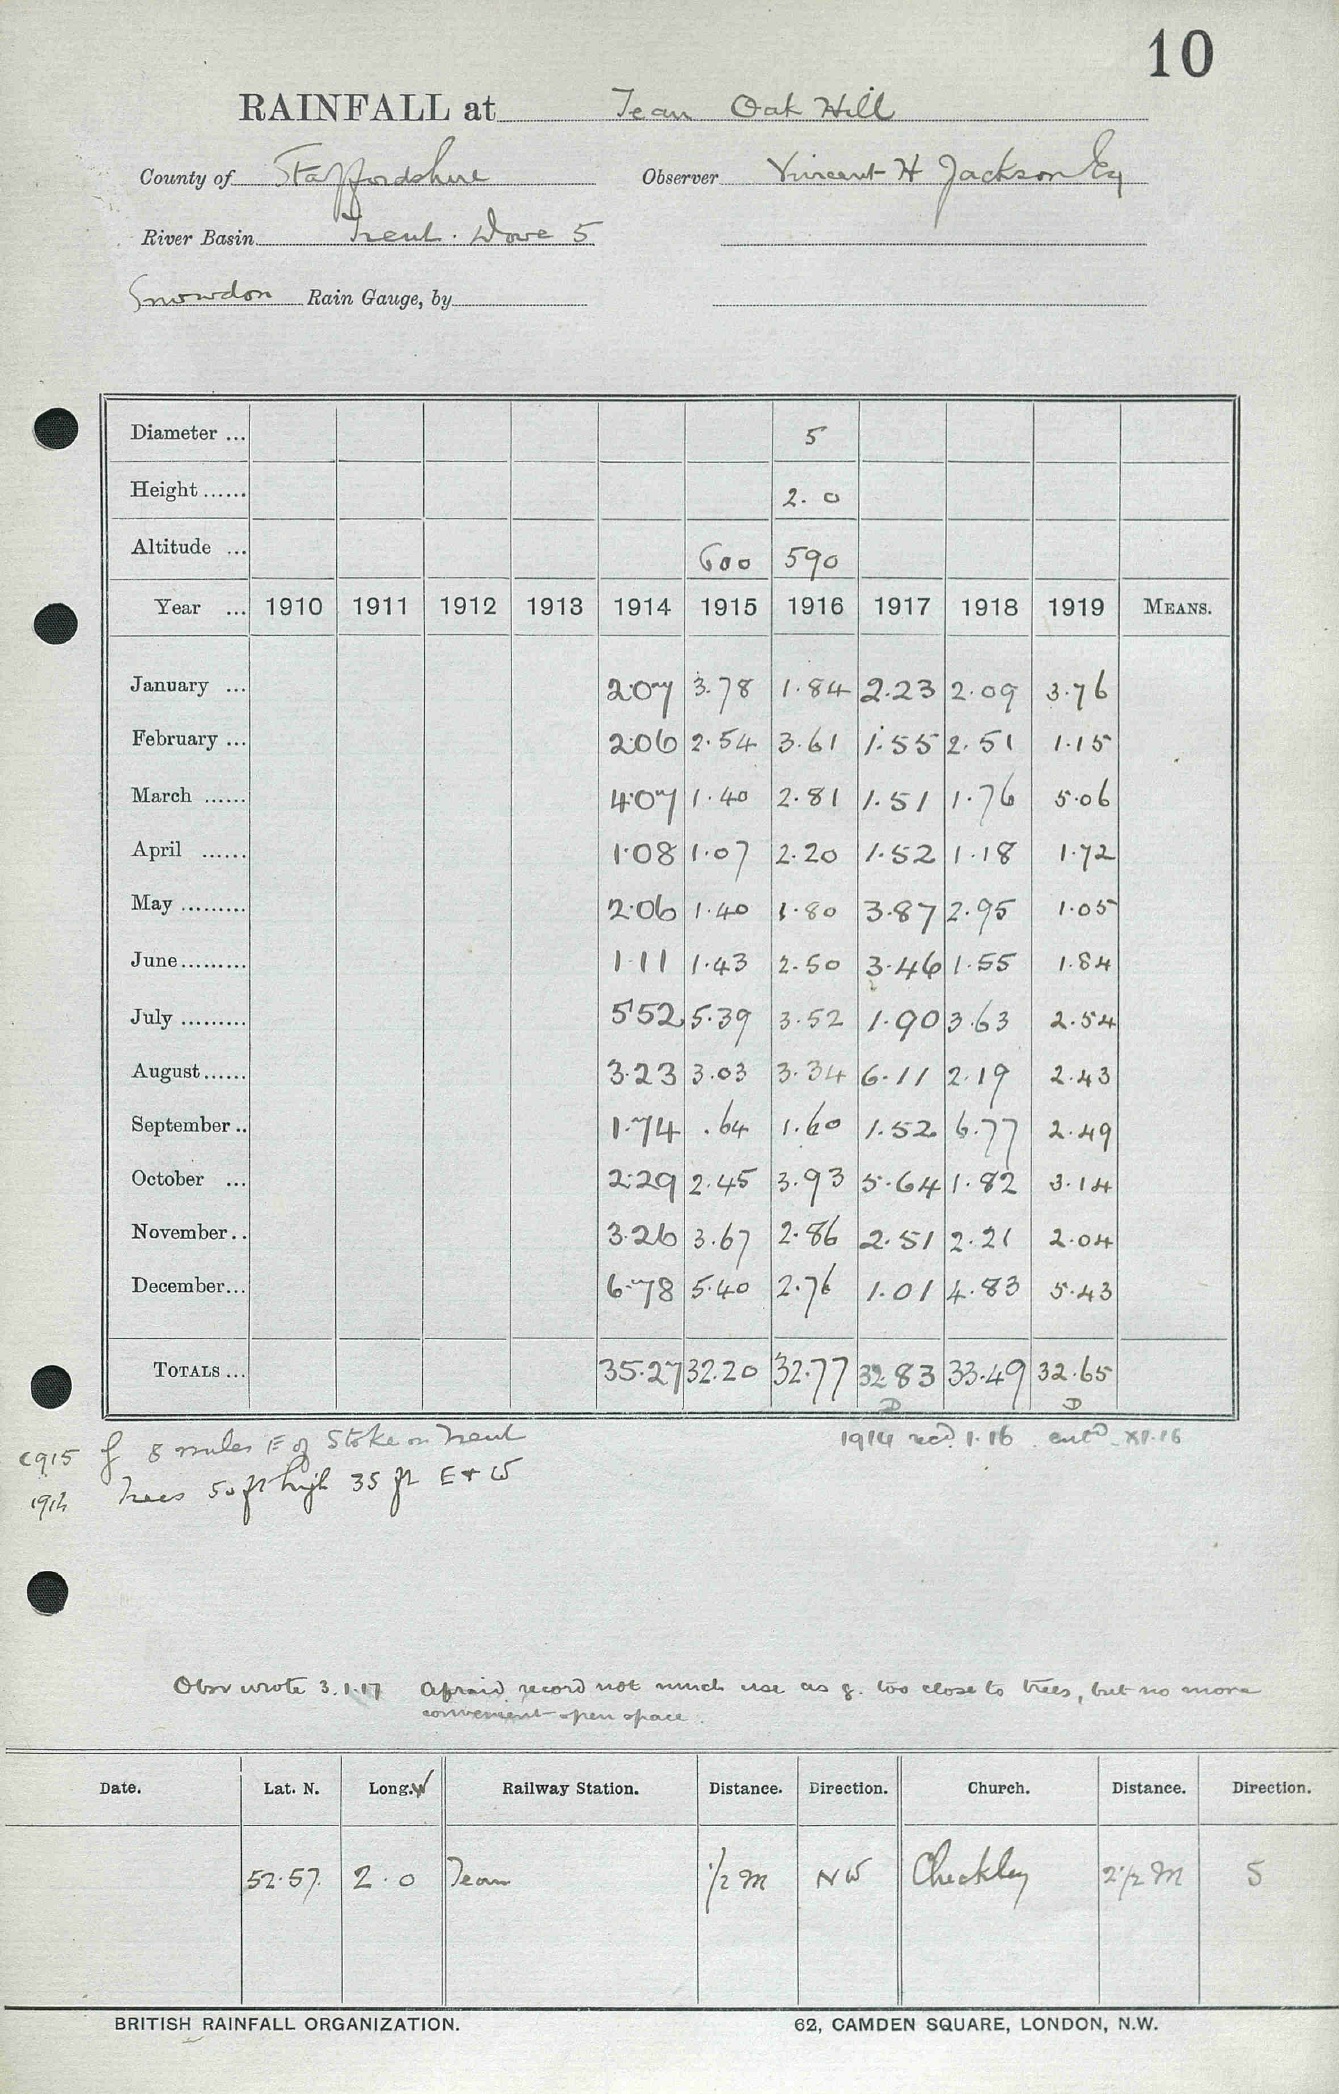 10
RAINFALL at Tean Oak Hill
County of Staffordshire Observer Vincent H Jackson Esq
River Basin Trent. Dove 5
Snowdon Rain Gauge, by
Diameter ... 5
Height ...... 2. 0
Altitude ... 600 590
Year ... 1910 1911 1912 1913 1914 1915 1916 1917 1918 1919 MEANS.
January ... 2.07 3.78 1.84 2.23 2.09 3.76
February ... 2.06 2.54 3.61 1.55 2.51 1.15
March ...... 4.07 1.40 2.81 1.51 1.76 5.06
April ...... 1.08 1.07 2.20 1.52 1.18 1.72
May ......... 2.06 1.40 1.80 3.87 2.95 1.05
June ......... 1.11 1.43 2.50 3.46 1.55 1.84
July ......... 5.52 5.39 3.52 1.90 3.63 2.54
August ...... 3.23 3.03 3.34 6.11 2.19 2.43
September .. 1.74 .64 1.60 1.52 6.77 2.49
October ... 2.29 2.45 3.93 5.64 1.82 3.14
November .. 3.26 3.67 2.86 2.51 2.21 2.04
December ... 6.78 5.40 2.76 1.01 4.83 5.43
TOTALS ... 35.27 32.20 32.77 32.83 33.49 32.65
D D
1915 g 8 miles E of Stoke on Trent 1914 recd. 1.16 entd. XI.16
Trees 50 ft high 35 ft E & W
Obsr wrote 3.1.17 Afraid record not much use as g. too close to trees, but no more
convenient open space.
Date. Lat. N. Long. W Railway Station. Distance. Direction. Church. Distance. Direction.
52.57. 2.0 Tean 1/2 M NW Checkley 2 1/2 M S
BRITISH RAINFALL ORGANIZATION. 62, CAMDEN SQUARE, LONDON, N.W.